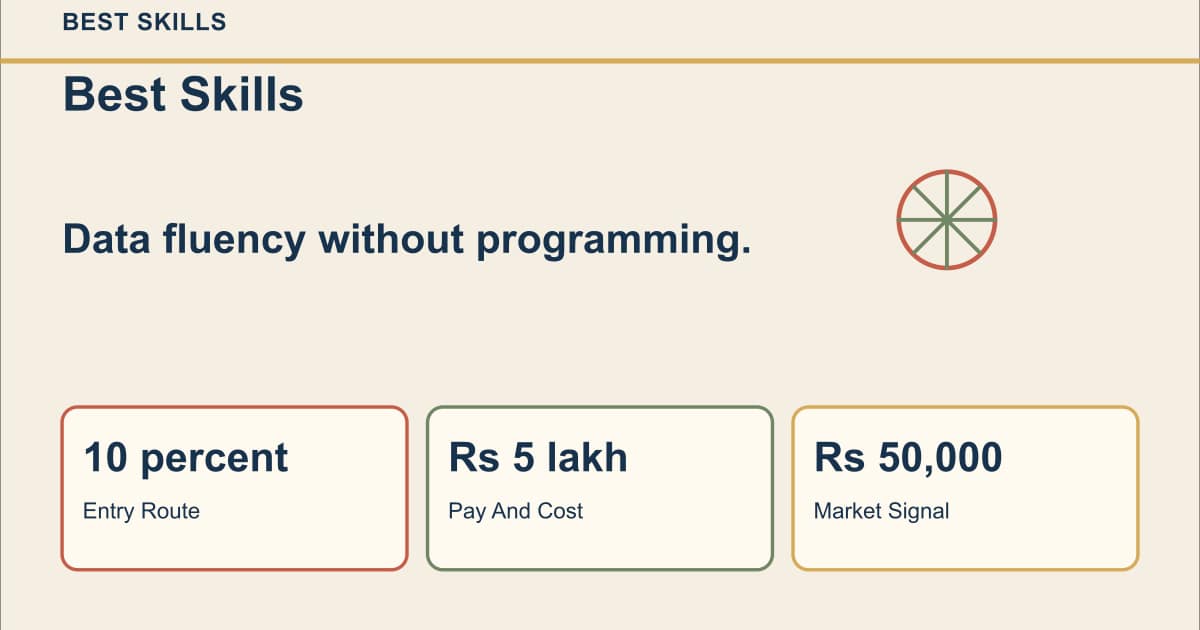 BEST SKILLS
Best Skills
Data fluency without programming.
10 percent
Entry Route
Rs 5 lakh
Pay And Cost
Rs 50,000
Market Signal